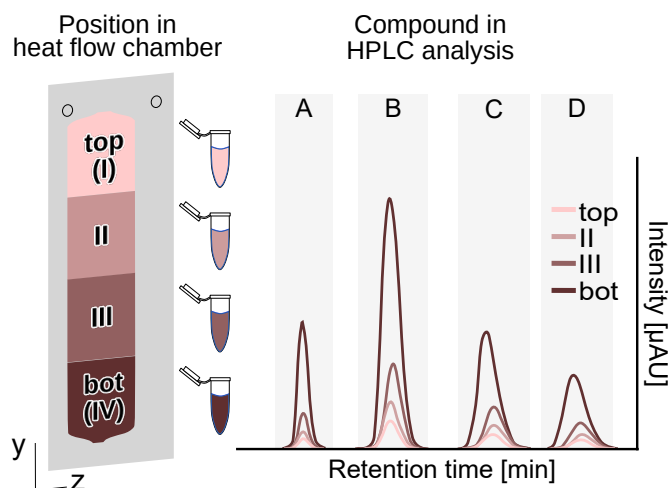 Position in
heat flow chamber
Compound in
HPLC analysis
top
(I)
II
III
bot
(IV)
y
z
A B C D
top
II
III
bot
Intensity [μAU]
Retention time [min]